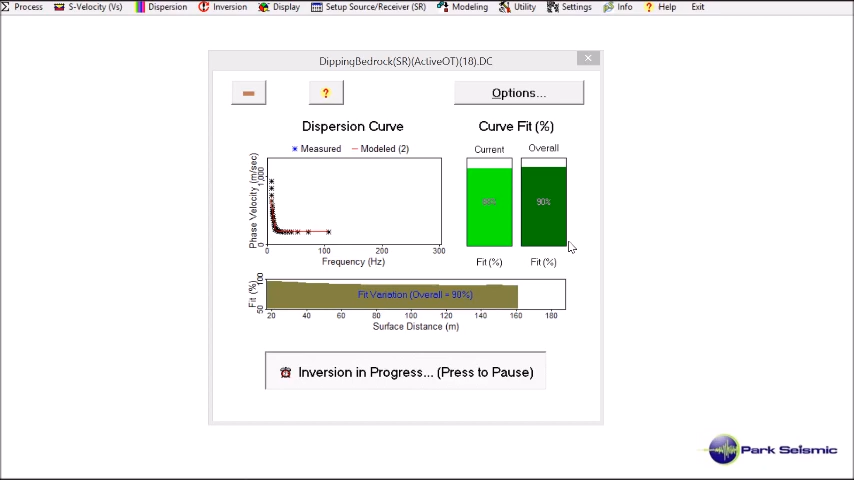 Process S-Velocity (Vs) Dispersion Inversion Display Setup Source/Receiver (SR) Modeling Utility Settings Info Help Exit
DippingBedrock(SR)(ActiveOT)(18).DC
Options...
Dispersion Curve
Curve Fit (%)
Measured Modeled (2)
Current Overall
Phase Velocity (m/sec)
1,000
0
90%
0 100 200 300
Frequency (Hz)
Fit (%) Fit (%)
Fit (%)
100
50
Fit Variation (Overall = 90%)
20 40 60 80 100 120 140 160 180
Surface Distance (m)
Inversion in Progress... (Press to Pause)
Park Seismic